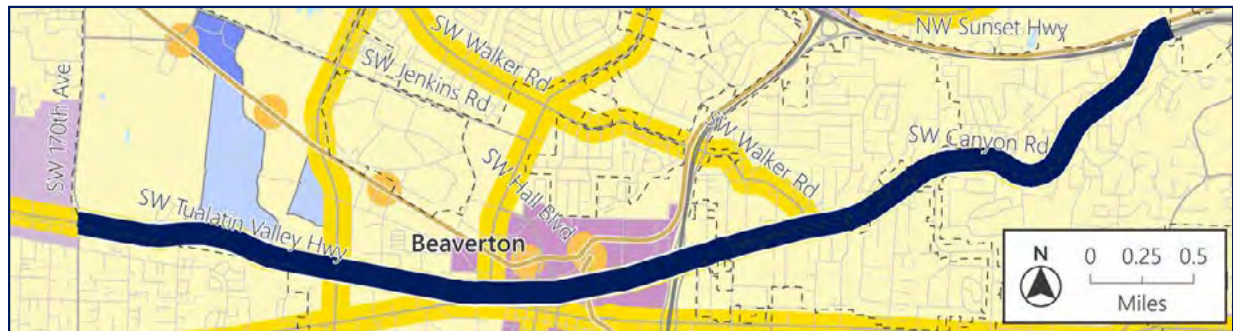 NW Sunset Hwy
SW Walker Rd
SW Jenkins Rd
SW 170th Ave
SW Walker Rd
SW Canyon Rd
SW Hall Blvd
SW Tualatin Valley Hwy
Beaverton
N
0 0.25 0.5
Miles